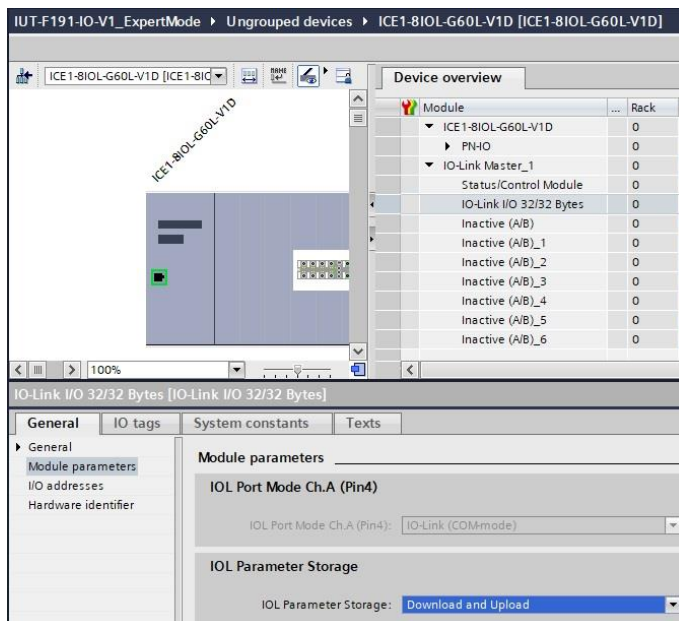 IUT-F191-IO-V1_ExpertMode ▸ Ungrouped devices ▸ ICE1-8IOL-G60L-V1D [ICE1-8IOL-G60L-V1D]
ICE1-8IOL-G60L-V1D [ICE1-8IC
ICE1-8IOL-G60L-V1D
100%
Device overview
Module ... Rack
ICE1-8IOL-G60L-V1D 0
PN-IO 0
IO-Link Master_1 0
Status/Control Module 0
IO-Link I/O 32/32 Bytes 0
Inactive (A/B) 0
Inactive (A/B)_1 0
Inactive (A/B)_2 0
Inactive (A/B)_3 0
Inactive (A/B)_4 0
Inactive (A/B)_5 0
Inactive (A/B)_6 0
IO-Link I/O 32/32 Bytes [IO-Link I/O 32/32 Bytes]
General IO tags System constants Texts
General
Module parameters
I/O addresses
Hardware identifier
Module parameters
IOL Port Mode Ch.A (Pin4)
IOL Port Mode Ch.A (Pin4): IO-Link (COM-mode)
IOL Parameter Storage
IOL Parameter Storage: Download and Upload